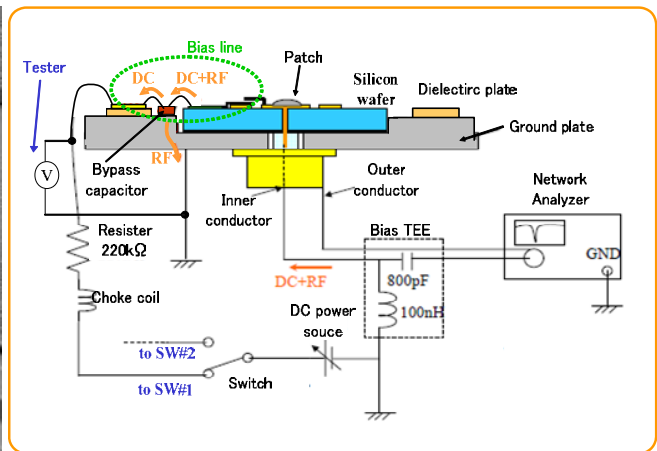 Bias line
Tester
DC
DC+RF
Patch
Silicon
wafer
Dielectirc plate
Ground plate
RF
V
Bypass
capacitor
Inner
conductor
Outer
conductor
Network
Analyzer
Resister
220kΩ
Bias TEE
GND
DC+RF
800pF
Choke coil
DC power
souce
100nH
to SW#2
Switch
to SW#1